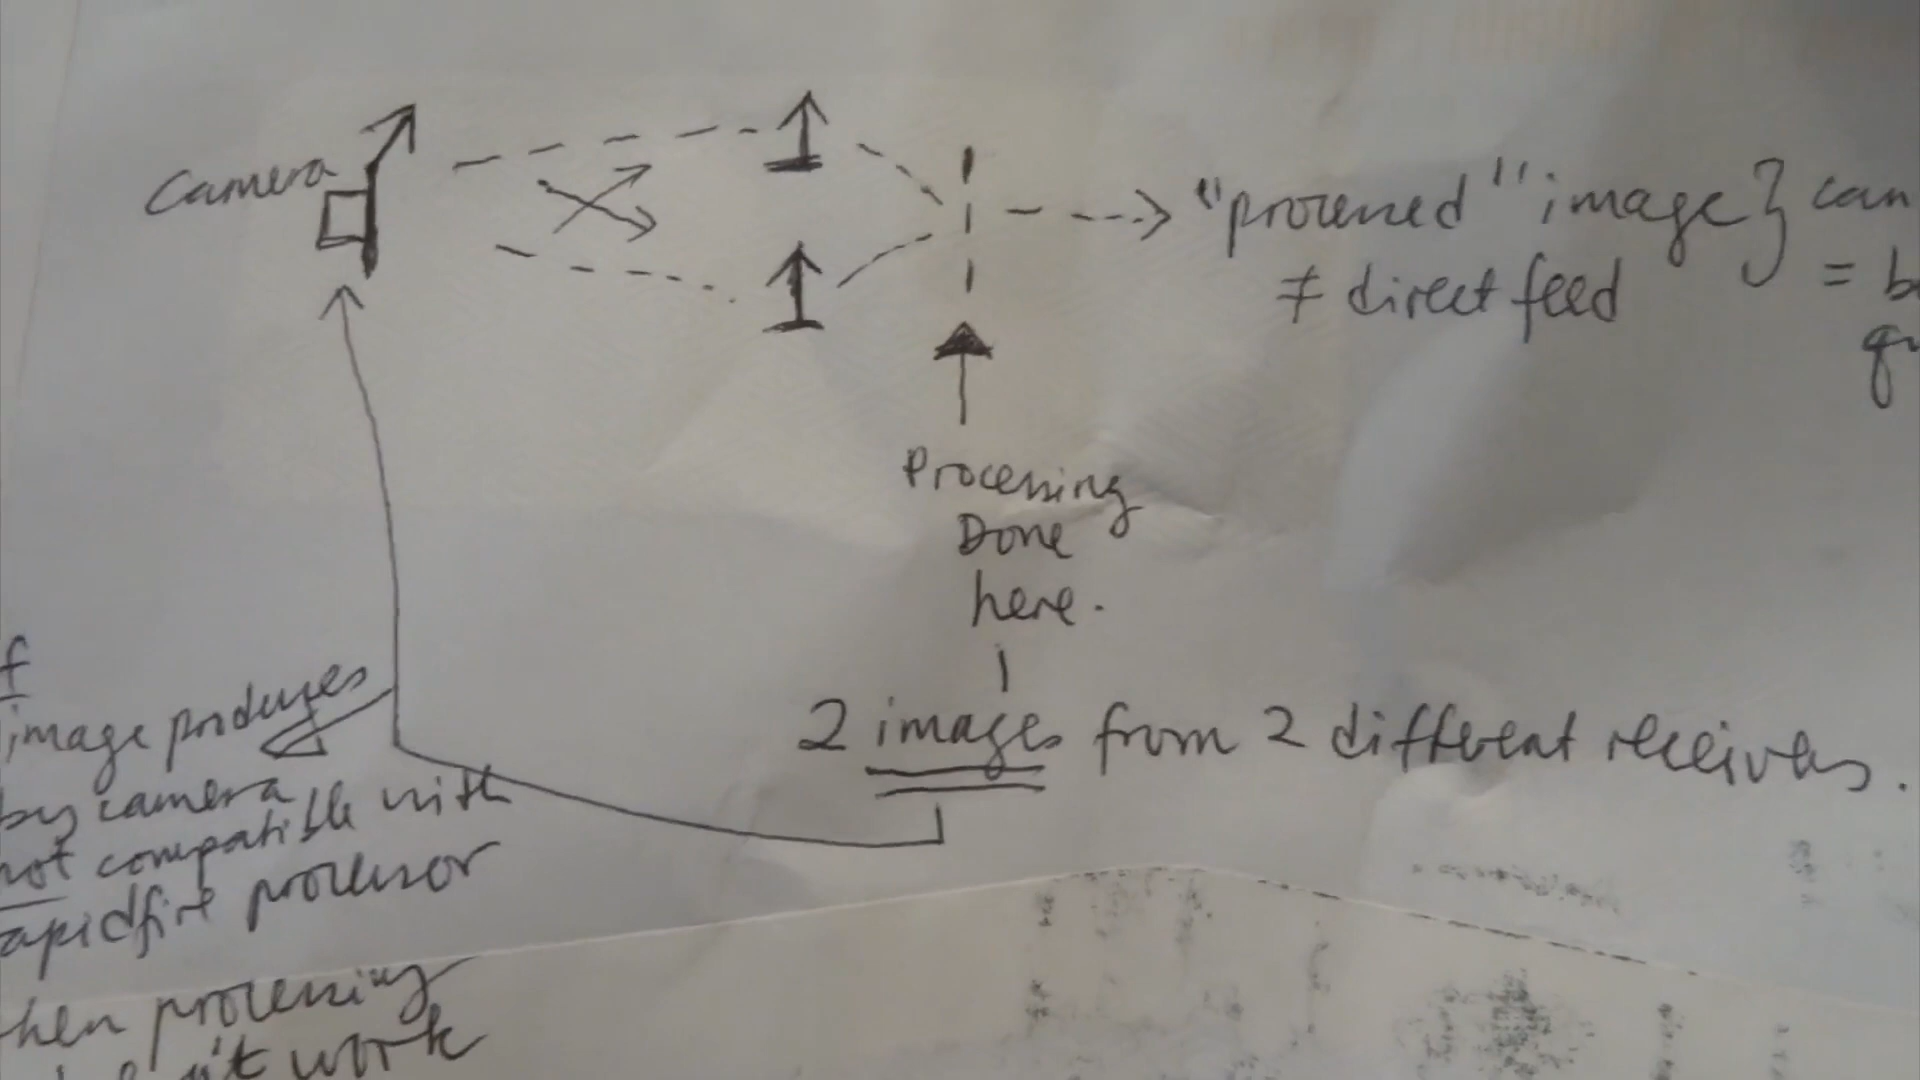 Camera
"processed" image} can
≠ direct feed
=
Processing
Done
here.
2 images from 2 different receivers.
image produces
by camera
not compatible with
rapidfire processor
then processing
work